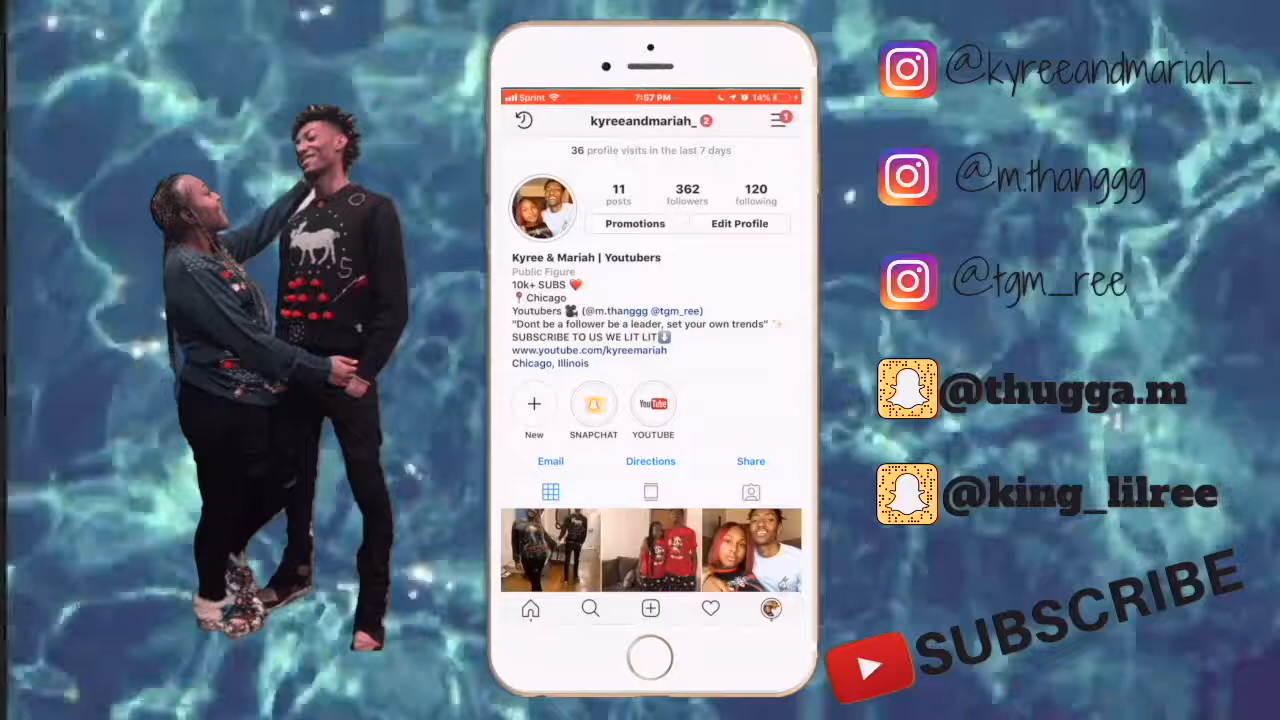 Sprint 7:57 PM 14%
kyreeandmariah_ 2
1
36 profile visits in the last 7 days
11 362 120
posts followers following
Promotions Edit Profile
Kyree & Mariah | Youtubers
Public Figure
10k+ SUBS ❤️
📍Chicago
Youtubers 🎥 (@m.thanggg @tgm_ree)
"Dont be a follower be a leader, set your own trends" ✨
SUBSCRIBE TO US WE LIT LIT⬇️
www.youtube.com/kyreemariah
Chicago, Illinois
YouTube
New SNAPCHAT YOUTUBE
Email Directions Share
@kyreeandmariah_
@m.thanggg
@tgm_ree
@thugga.m
@king_lilree
SUBSCRIBE